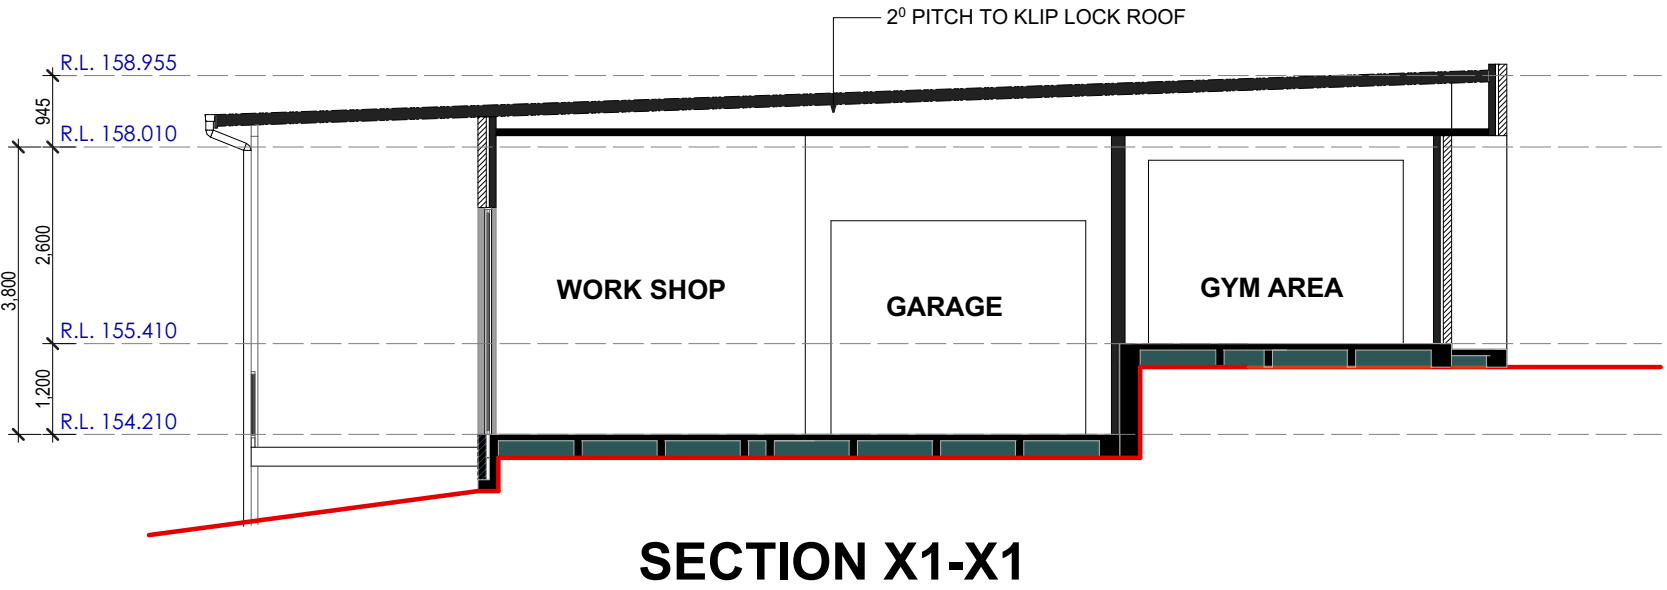 2⁰ PITCH TO KLIP LOCK ROOF
R.L. 158.955
945
R.L. 158.010
2,600
3,800
WORK SHOP
GARAGE
GYM AREA
R.L. 155.410
1,200
R.L. 154.210
SECTION X1-X1